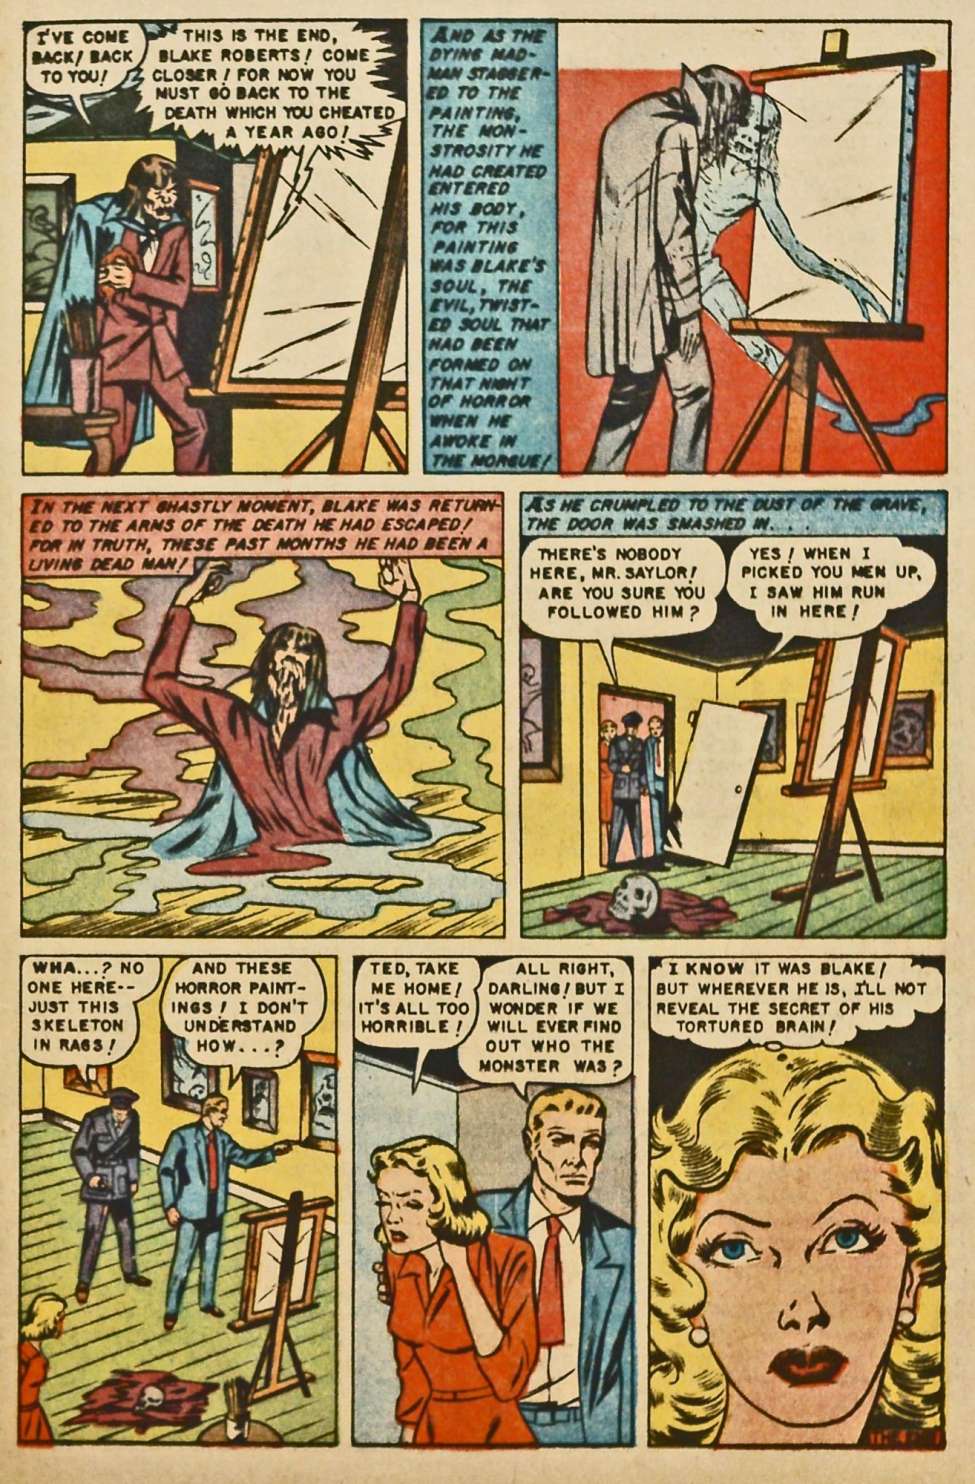 I'VE COME
BACK! BACK
TO YOU!
THIS IS THE END,
BLAKE ROBERTS! COME
CLOSER! FOR NOW YOU
MUST GO BACK TO THE
DEATH WHICH YOU CHEATED
A YEAR AGO!
AND AS THE
DYING MAD-
MAN STAGGER-
ED TO THE
PAINTING,
THE MON-
STROSITY HE
HAD CREATED
ENTERED
HIS BODY,
FOR THIS
PAINTING
WAS BLAKE'S
SOUL, THE
EVIL, TWIST-
ED SOUL THAT
HAD BEEN
FORMED ON
THAT NIGHT
OF HORROR
WHEN HE
AWOKE IN
THE MORGUE!
IN THE NEXT GHASTLY MOMENT, BLAKE WAS RETURN-
ED TO THE ARMS OF THE DEATH HE HAD ESCAPED!
FOR IN TRUTH, THESE PAST MONTHS HE HAD BEEN A
LIVING DEAD MAN!
AS HE CRUMPLED TO THE DUST OF THE GRAVE,
THE DOOR WAS SMASHED IN. . .
THERE'S NOBODY
HERE, MR. SAYLOR!
ARE YOU SURE YOU
FOLLOWED HIM?
YES! WHEN I
PICKED YOU MEN UP,
I SAW HIM RUN
IN HERE!
WHA...? NO
ONE HERE--
JUST THIS
SKELETON
IN RAGS!
AND THESE
HORROR PAINT-
INGS! I DON'T
UNDERSTAND
HOW...?
TED, TAKE
ME HOME!
IT'S ALL TOO
HORRIBLE!
ALL RIGHT,
DARLING! BUT I
WONDER IF WE
WILL EVER FIND
OUT WHO THE
MONSTER WAS?
I KNOW IT WAS BLAKE!
BUT WHEREVER HE IS, I'LL NOT
REVEAL THE SECRET OF HIS
TORTURED BRAIN!
THE END